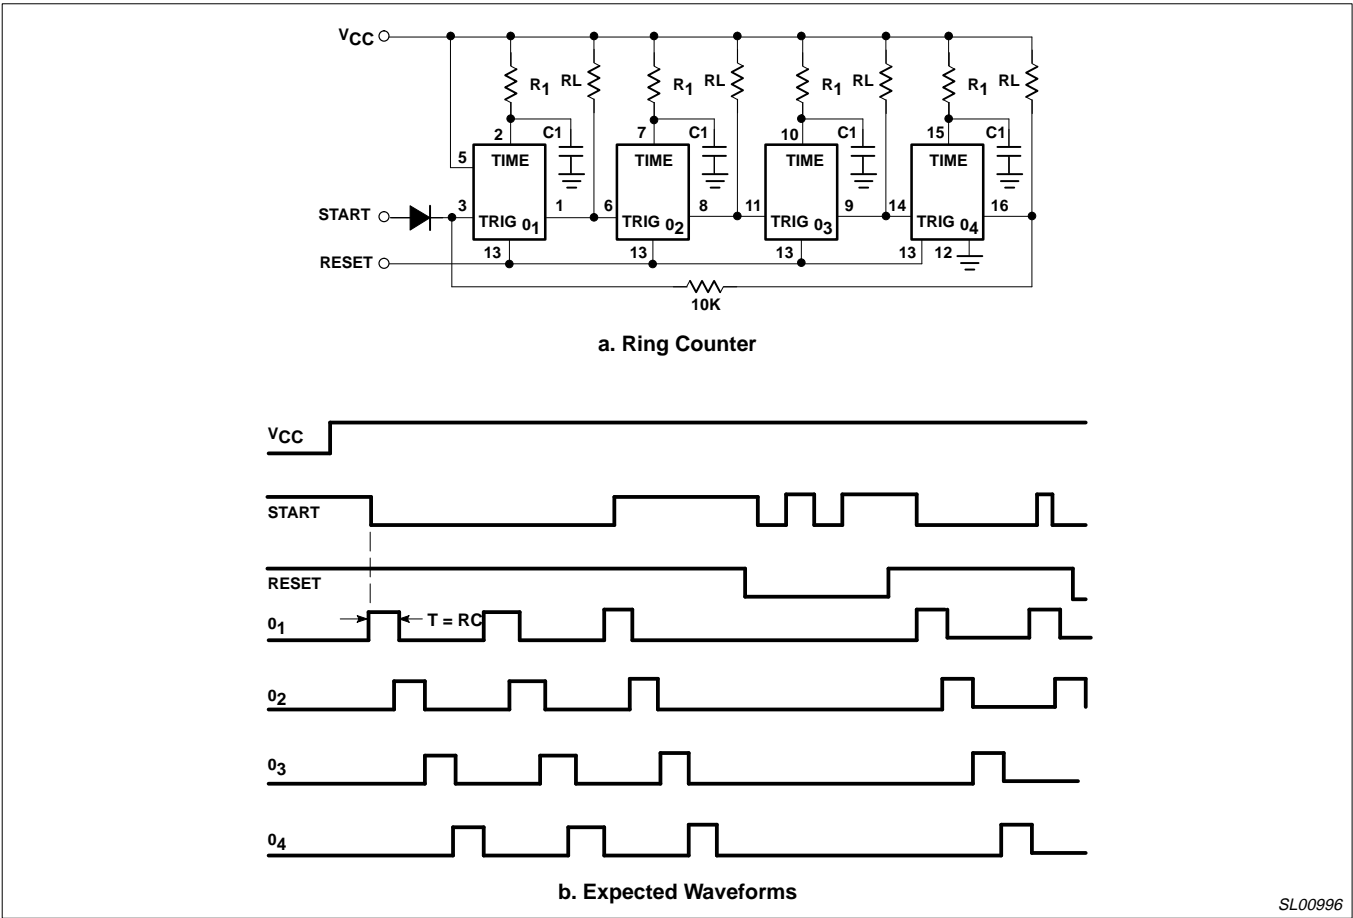 VCC
R1 RL R1 RL R1 RL R1 RL
2 C1 7 C1 10 C1 15 C1
5 TIME TIME TIME TIME
START 3 TRIG 01 1 6 TRIG 02 8 11 TRIG 03 9 14 TRIG 04 16
RESET 13 13 13 13 12
10K
a. Ring Counter
VCC
START
RESET
01 T = RC
02
03
04
b. Expected Waveforms
SL00996